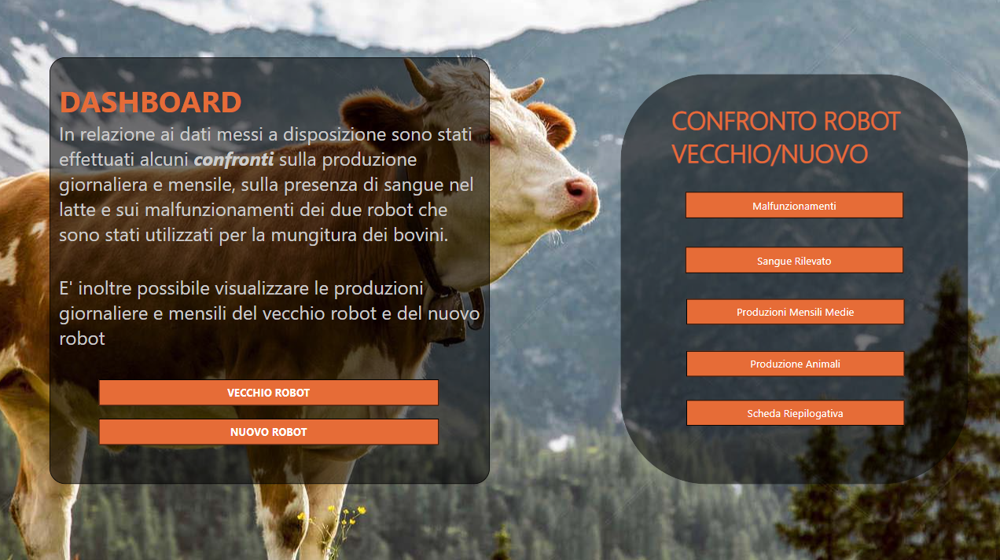 DASHBOARD
In relazione ai dati messi a disposizione sono stati
effettuati alcuni confronti sulla produzione
giornaliera e mensile, sulla presenza di sangue nel
latte e sui malfunzionamenti dei due robot che
sono stati utilizzati per la mungitura dei bovini.
E' inoltre possibile visualizzare le produzioni
giornaliere e mensili del vecchio robot e del nuovo
robot
VECCHIO ROBOT
NUOVO ROBOT
CONFRONTO ROBOT
VECCHIO/NUOVO
Malfunzionamenti
Sangue Rilevato
Produzioni Mensili Medie
Produzione Animali
Scheda Riepilogativa